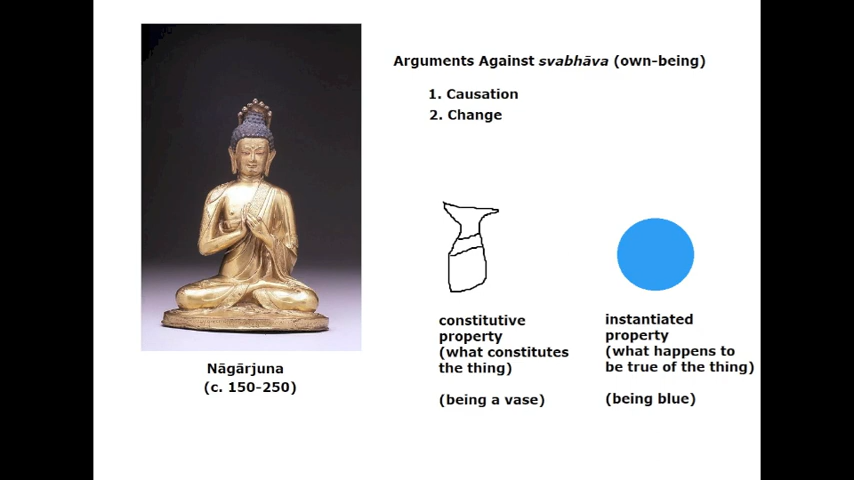 Arguments Against svabhāva (own-being)
1. Causation
2. Change
constitutive
property
(what constitutes
the thing)
(being a vase)
instantiated
property
(what happens to
be true of the thing)
(being blue)
Nāgārjuna
(c. 150-250)